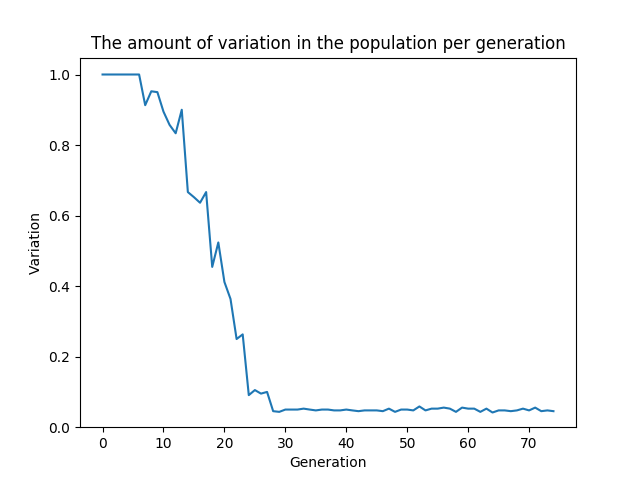 The amount of variation in the population per generation
1.0
0.8
0.6
0.4
0.2
0.0
Variation
0 10 20 30 40 50 60 70
Generation